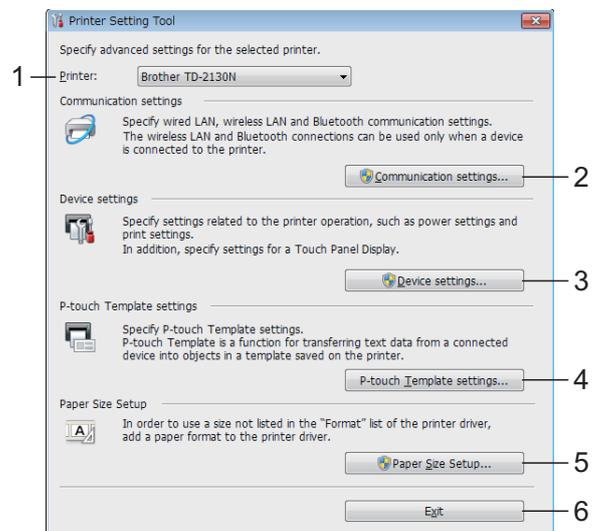 Printer Setting Tool
Specify advanced settings for the selected printer.
1
Printer:
Brother TD-2130N
Communication settings
Specify wired LAN, wireless LAN and Bluetooth communication settings.
The wireless LAN and Bluetooth connections can be used only when a device
is connected to the printer.
Communication settings...
2
Device settings
Specify settings related to the printer operation, such as power settings and
print settings.
In addition, specify settings for a Touch Panel Display.
Device settings...
3
P-touch Template settings
Specify P-touch Template settings.
P-touch Template is a function for transferring text data from a connected
device into objects in a template saved on the printer.
P-touch Template settings...
4
Paper Size
Setup
A
In order to use a size not listed in the "Format" list of the printer driver,
add a paper format to the printer driver.
Paper Size Setup...
5
Exit
6